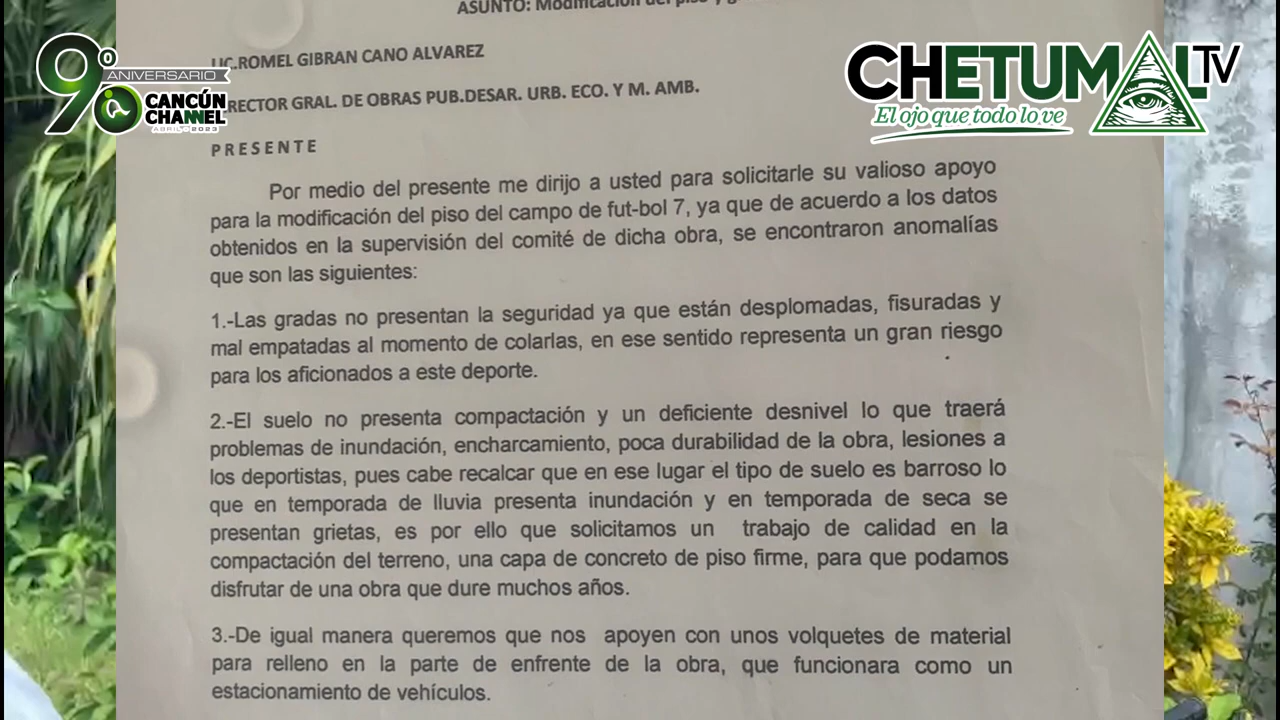 ASUNTO: Modificación del piso y
LIC.ROMEL GIBRAN CANO ALVAREZ
9º
ANIVERSARIO
CANCÚN
CHANNEL
ABRIL 2023
CHETUMAL TV
El ojo que todo lo ve
DIRECTOR GRAL. DE OBRAS PUB.DESAR. URB. ECO. Y M. AMB.
PRESENTE
Por medio del presente me dirijo a usted para solicitarle su valioso apoyo
para la modificación del piso del campo de fut-bol 7, ya que de acuerdo a los datos
obtenidos en la supervisión del comité de dicha obra, se encontraron anomalías
que son las siguientes:
1.-Las gradas no presentan la seguridad ya que están desplomadas, fisuradas y
mal empatadas al momento de colarlas, en ese sentido representa un gran riesgo
para los aficionados a este deporte.
2.-El suelo no presenta compactación y un deficiente desnivel lo que traerá
problemas de inundación, encharcamiento, poca durabilidad de la obra, lesiones a
los deportistas, pues cabe recalcar que en ese lugar el tipo de suelo es barroso lo
que en temporada de lluvia presenta inundación y en temporada de seca se
presentan grietas, es por ello que solicitamos un trabajo de calidad en la
compactación del terreno, una capa de concreto de piso firme, para que podamos
disfrutar de una obra que dure muchos años.
3.-De igual manera queremos que nos apoyen con unos volquetes de material
para relleno en la parte de enfrente de la obra, que funcionara como un
estacionamiento de vehículos.